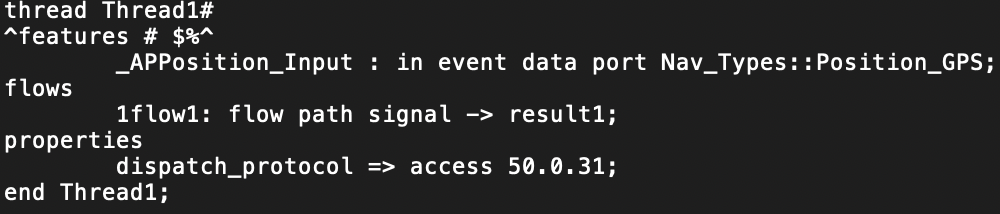 thread Thread1#
^features # $%^
_APPosition_Input : in event data port Nav_Types::Position_GPS;
flows
1flow1: flow path signal -> result1;
properties
dispatch_protocol => access 50.0.31;
end Thread1;